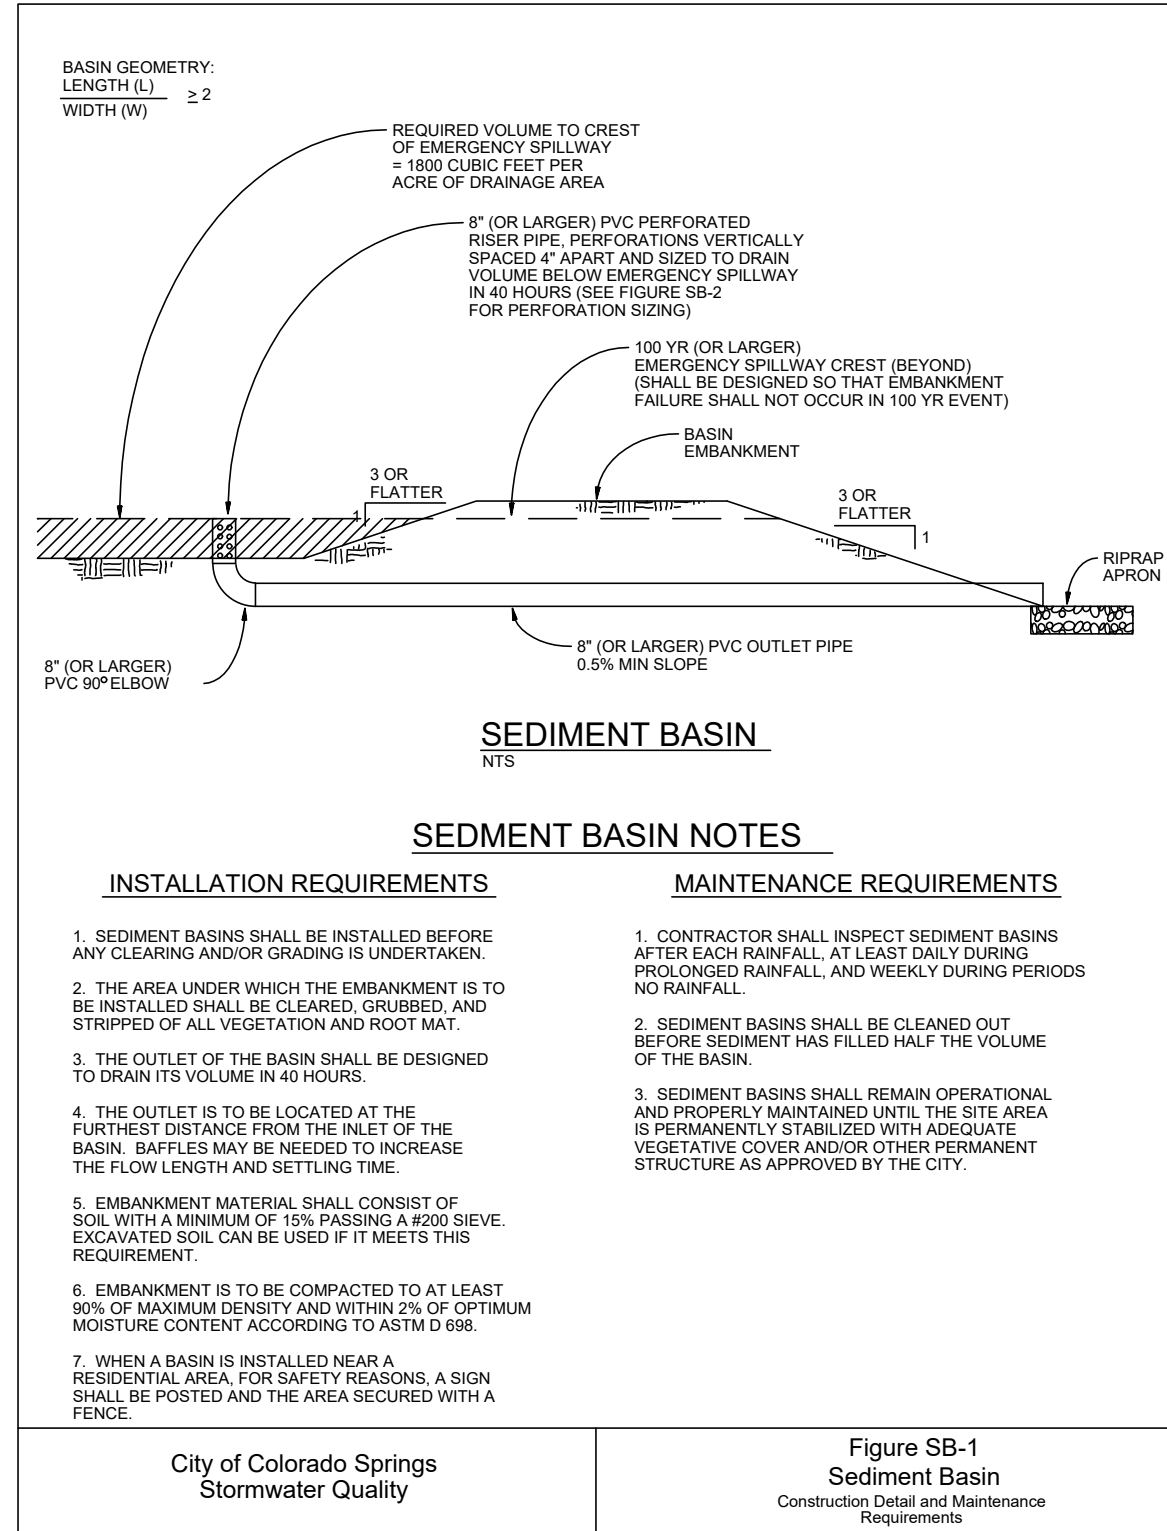 BASIN GEOMETRY:
LENGTH (L)
WIDTH (W)
≥ 2
REQUIRED VOLUME TO CREST
OF EMERGENCY SPILLWAY
= 1800 CUBIC FEET PER
ACRE OF DRAINAGE AREA
8" (OR LARGER) PVC PERFORATED
RISER PIPE, PERFORATIONS VERTICALLY
SPACED 4" APART AND SIZED TO DRAIN
VOLUME BELOW EMERGENCY SPILLWAY
IN 40 HOURS (SEE FIGURE SB-2
FOR PERFORATION SIZING)
100 YR (OR LARGER)
EMERGENCY SPILLWAY CREST (BEYOND)
(SHALL BE DESIGNED SO THAT EMBANKMENT
FAILURE SHALL NOT OCCUR IN 100 YR EVENT)
BASIN
EMBANKMENT
3 OR
FLATTER
1
3 OR
FLATTER
1
RIPRAP
APRON
8" (OR LARGER) PVC OUTLET PIPE
0.5% MIN SLOPE
8" (OR LARGER)
PVC 90° ELBOW
SEDIMENT BASIN
NTS
SEDMENT BASIN NOTES
INSTALLATION REQUIREMENTS
1. SEDIMENT BASINS SHALL BE INSTALLED BEFORE
ANY CLEARING AND/OR GRADING IS UNDERTAKEN.
2. THE AREA UNDER WHICH THE EMBANKMENT IS TO
BE INSTALLED SHALL BE CLEARED, GRUBBED, AND
STRIPPED OF ALL VEGETATION AND ROOT MAT.
3. THE OUTLET OF THE BASIN SHALL BE DESIGNED
TO DRAIN ITS VOLUME IN 40 HOURS.
4. THE OUTLET IS TO BE LOCATED AT THE
FURTHEST DISTANCE FROM THE INLET OF THE
BASIN. BAFFLES MAY BE NEEDED TO INCREASE
THE FLOW LENGTH AND SETTLING TIME.
5. EMBANKMENT MATERIAL SHALL CONSIST OF
SOIL WITH A MINIMUM OF 15% PASSING A #200 SIEVE.
EXCAVATED SOIL CAN BE USED IF IT MEETS THIS
REQUIREMENT.
6. EMBANKMENT IS TO BE COMPACTED TO AT LEAST
90% OF MAXIMUM DENSITY AND WITHIN 2% OF OPTIMUM
MOISTURE CONTENT ACCORDING TO ASTM D 698.
7. WHEN A BASIN IS INSTALLED NEAR A
RESIDENTIAL AREA, FOR SAFETY REASONS, A SIGN
SHALL BE POSTED AND THE AREA SECURED WITH A
FENCE.
MAINTENANCE REQUIREMENTS
1. CONTRACTOR SHALL INSPECT SEDIMENT BASINS
AFTER EACH RAINFALL, AT LEAST DAILY DURING
PROLONGED RAINFALL, AND WEEKLY DURING PERIODS
NO RAINFALL.
2. SEDIMENT BASINS SHALL BE CLEANED OUT
BEFORE SEDIMENT HAS FILLED HALF THE VOLUME
OF THE BASIN.
3. SEDIMENT BASINS SHALL REMAIN OPERATIONAL
AND PROPERLY MAINTAINED UNTIL THE SITE AREA
IS PERMANENTLY STABILIZED WITH ADEQUATE
VEGETATIVE COVER AND/OR OTHER PERMANENT
STRUCTURE AS APPROVED BY THE CITY.
City of Colorado Springs
Stormwater Quality
Figure SB-1
Sediment Basin
Construction Detail and Maintenance
Requirements